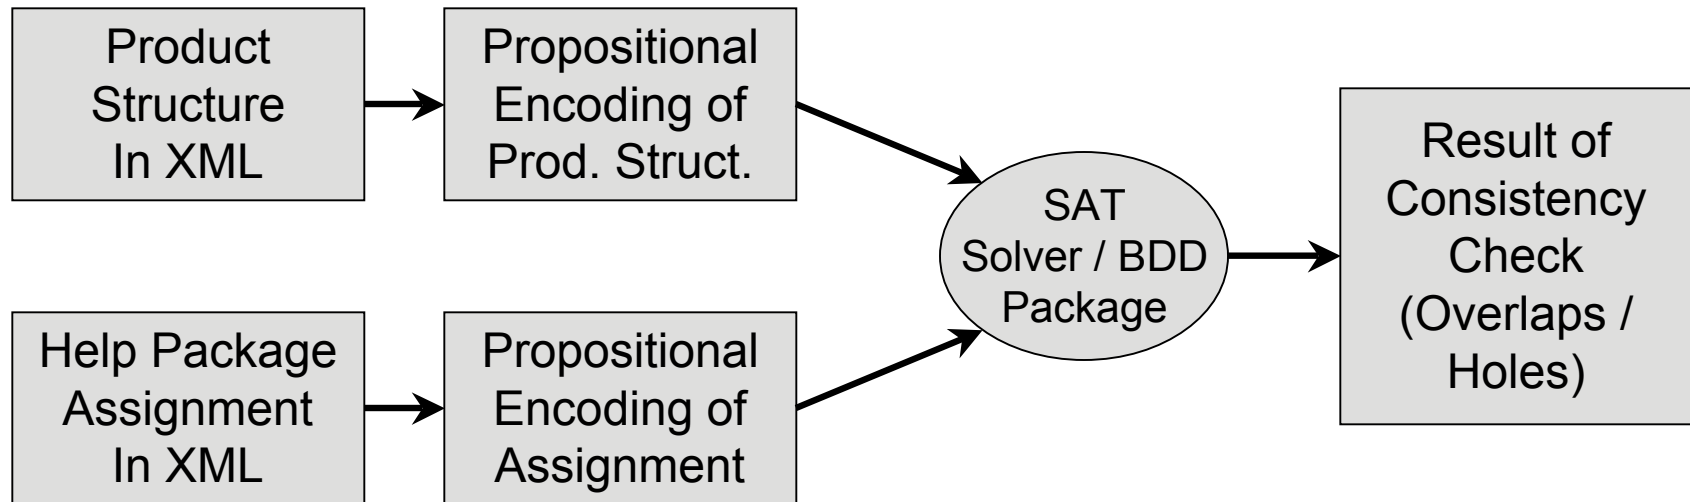 Product
Structure
In XML
Propositional
Encoding of
Prod. Struct.
Help Package
Assignment
In XML
Propositional
Encoding of
Assignment
SAT
Solver / BDD
Package
Result of
Consistency
Check
(Overlaps /
Holes)